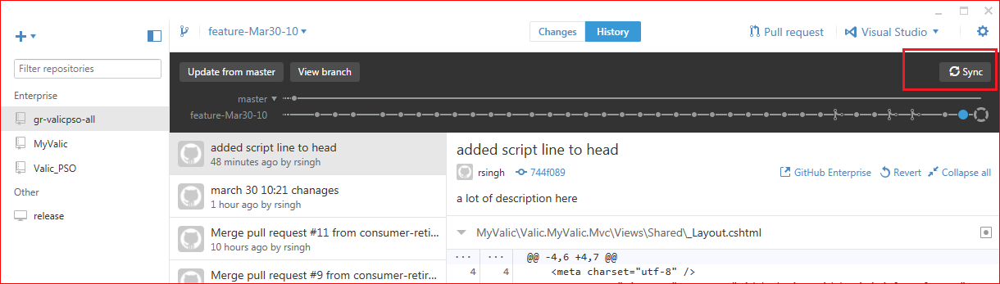 feature-Mar30-10
Changes
History
Pull request
Visual Studio
Filter repositories
Enterprise
gr-valicpso-all
MyValic
Valic_PSO
Other
release
Update from master
View branch
Sync
master
feature-Mar30-10
added script line to head
48 minutes ago by rsingh
march 30 10:21 chanages
1 hour ago by rsingh
Merge pull request #11 from consumer-reti...
10 hours ago by rsingh
Merge pull request #9 from consumer-retir...
added script line to head
rsingh
744f089
GitHub Enterprise
Revert
Collapse all
a lot of description here
MyValic\Valic.MyValic.Mvc\Views\Shared\_Layout.cshtml
... ... @@ -4,6 +4,7 @@
4 4 <meta charset="utf-8" />